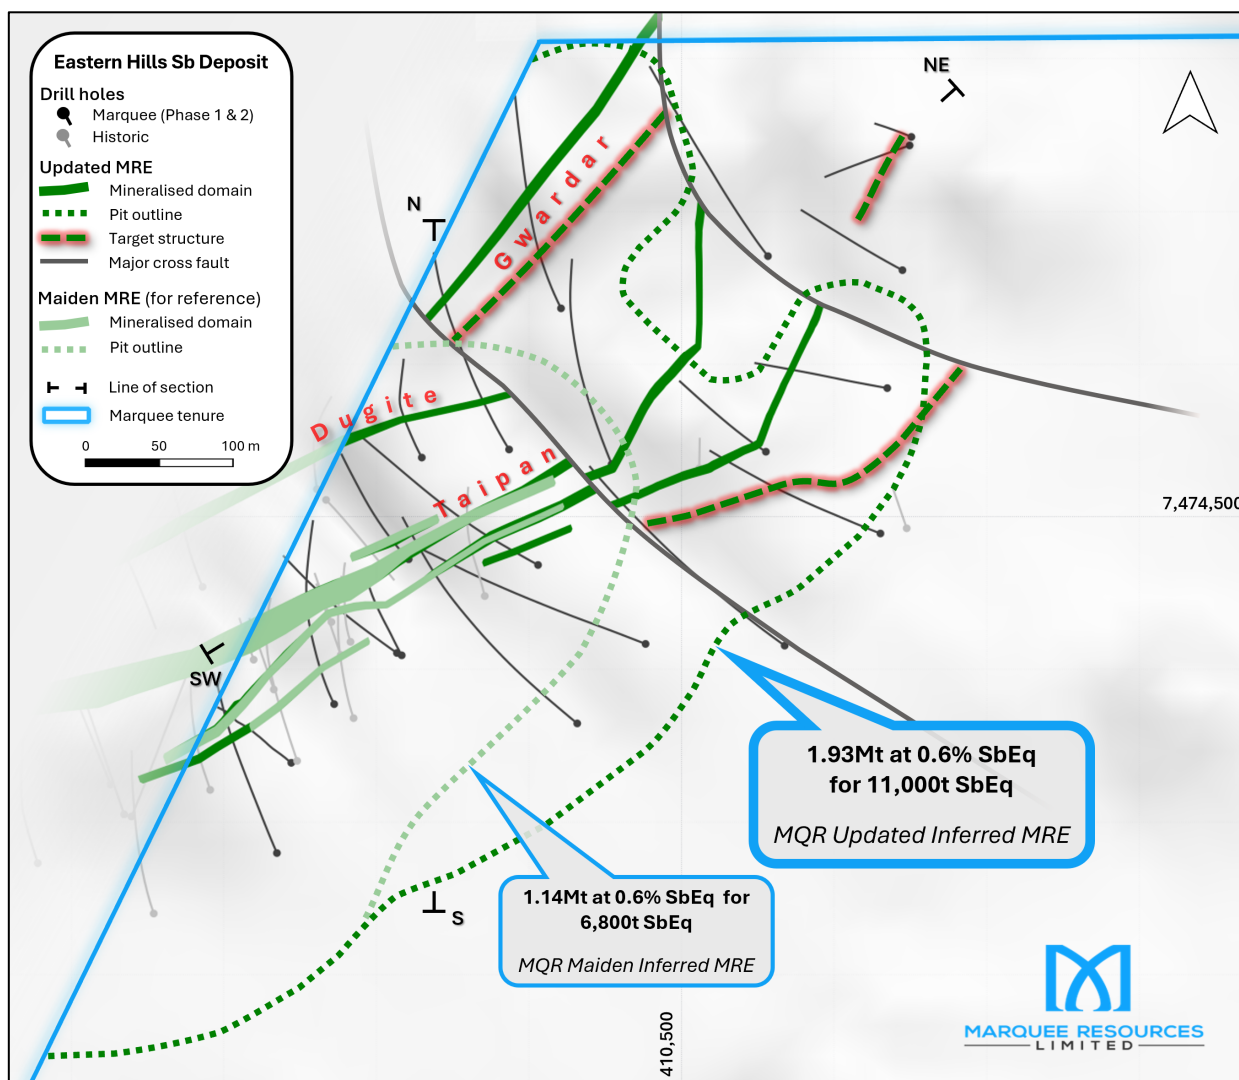 Eastern Hills Sb Deposit
Drill holes
Marquee (Phase 1 & 2)
Historic
Updated MRE
Mineralised domain
Pit outline
Target structure
Major cross fault
Maiden MRE (for reference)
Mineralised domain
Pit outline
Line of section
Marquee tenure
0 50 100 m
NE
N
Gwardar
Dugite
Taipan
7,474,500
SW
1.93Mt at 0.6% SbEq
for 11,000t SbEq
MQR Updated Inferred MRE
1.14Mt at 0.6% SbEq for
6,800t SbEq
MQR Maiden Inferred MRE
S
410,500
MARQUEE RESOURCES
LIMITED